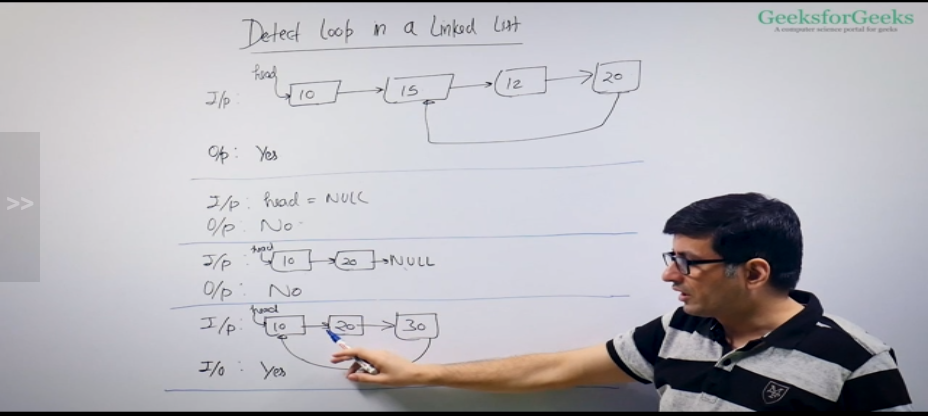 GeeksforGeeks
A computer science portal for geeks
Detect Loop in a Linked List
head
I/p: 10 15 12 20
O/p: Yes
I/p: head = NULL
O/p: No
head
I/p: 10 20 NULL
O/p: No
head
I/p: 10 20 30
I/o: Yes
>>